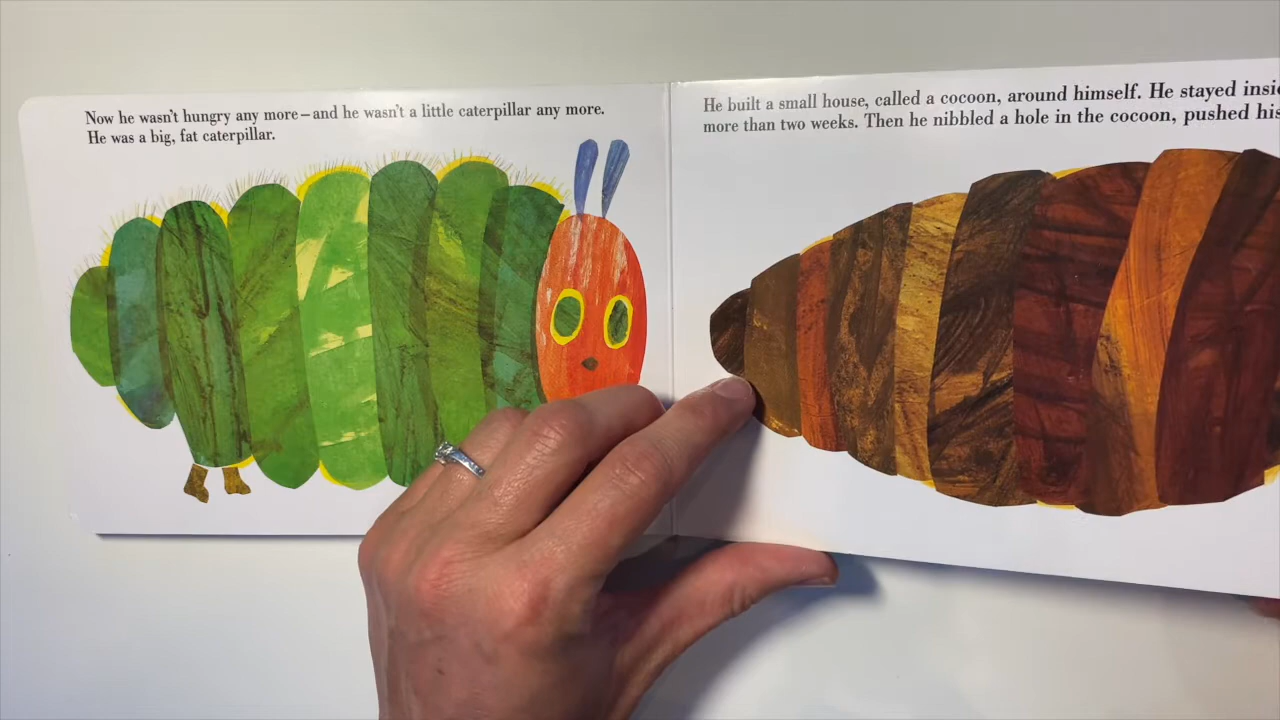 Now he wasn't hungry any more—and he wasn't a little caterpillar any more.
He was a big, fat caterpillar.
He built a small house, called a cocoon, around himself. He stayed
more than two weeks. Then he nibbled a hole in the cocoon, pushed